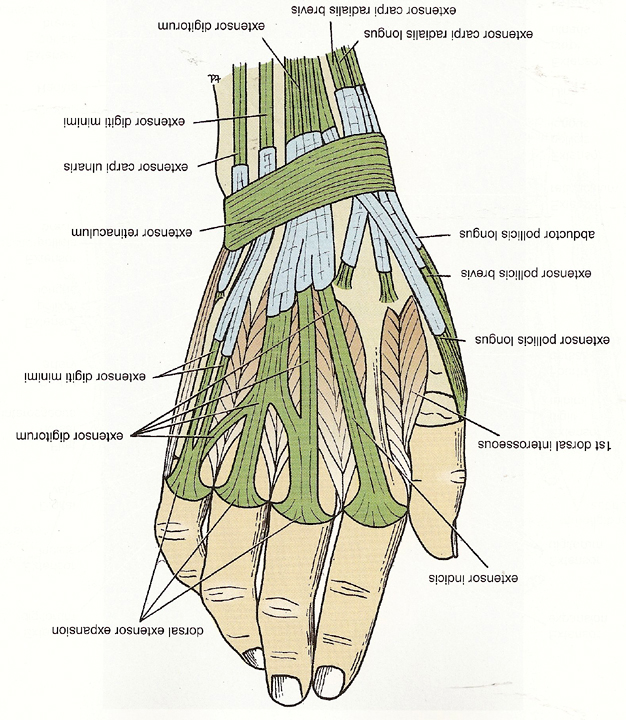 dorsal extensor expansion
extensor indicis
1st dorsal interosseous
extensor digitorum
extensor digiti minimi
extensor pollicis longus
extensor pollicis brevis
abductor pollicis longus
extensor retinaculum
extensor carpi ulnaris
extensor digiti minimi
extensor carpi radialis longus
extensor digitorum
extensor carpi radialis brevis